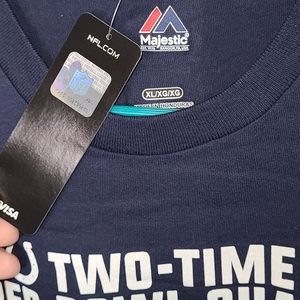 NFL.COM
VISA
Majestic
XL/XG/XG
MADE IN HONDURAS
TWO-TIME